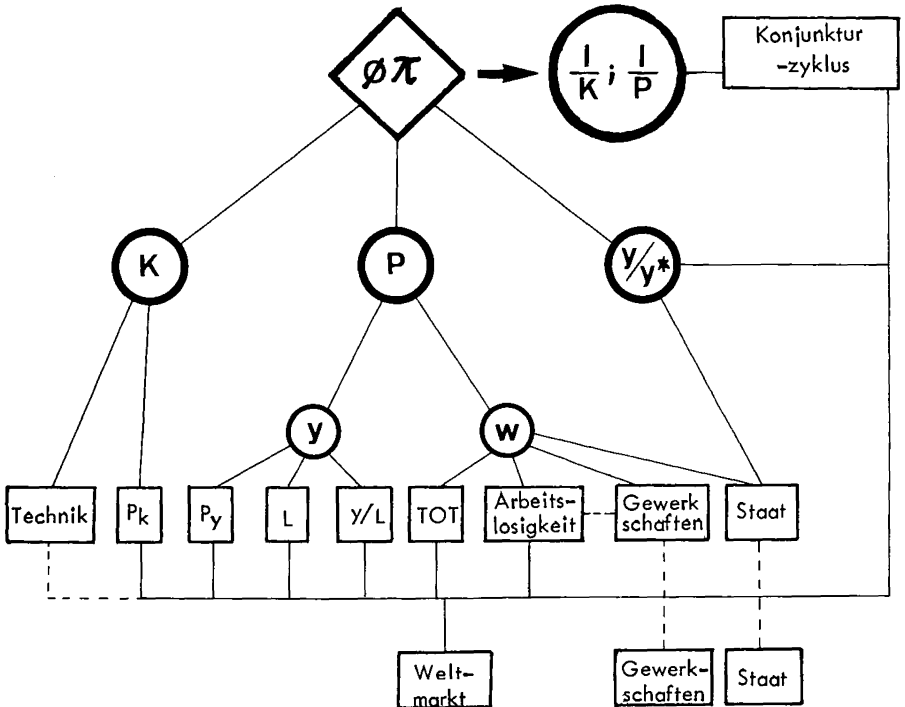 øπ
I/K ; I/P
Konjunktur
-zyklus
K
P
y/y*
y
w
Technik
Pk
Py
L
y/L
TOT
Arbeits-
losigkeit
Gewerk
schaften
Staat
Welt-
markt
Gewerk-
schaften
Staat